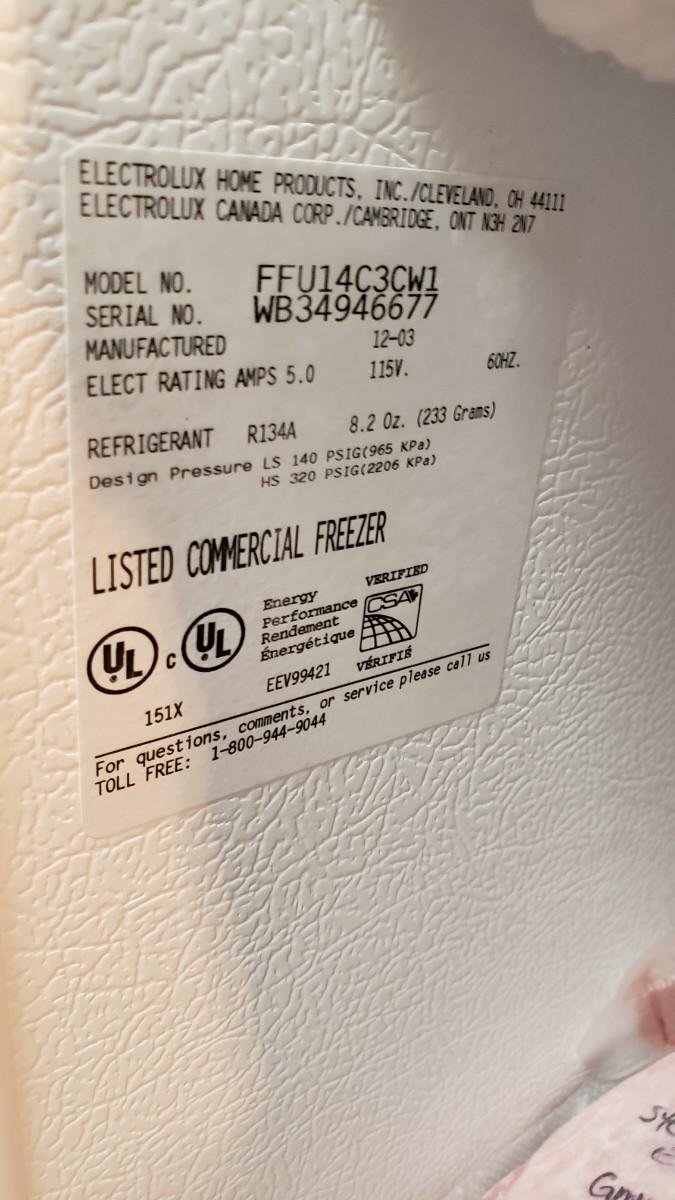 ELECTROLUX HOME PRODUCTS, INC./CLEVELAND, OH 44111
ELECTROLUX CANADA CORP./CAMBRIDGE, ONT N3H 2N7
MODEL NO. FFU14C3CW1
SERIAL NO. WB34946677
MANUFACTURED 12-03
ELECT RATING AMPS 5.0 115V. 60HZ.
REFRIGERANT R134A 8.2 Oz. (233 Grams)
Design Pressure LS 140 PSIG(965 KPa)
HS 320 PSIG(2206 KPa)
LISTED COMMERCIAL FREEZER
UL c UL
151X
Energy
Performance
Rendement
Énergétique
EEV99421
VERIFIED
CSA
VÉRIFIÉ
For questions, comments, or service please call us
TOLL FREE: 1-800-944-9044